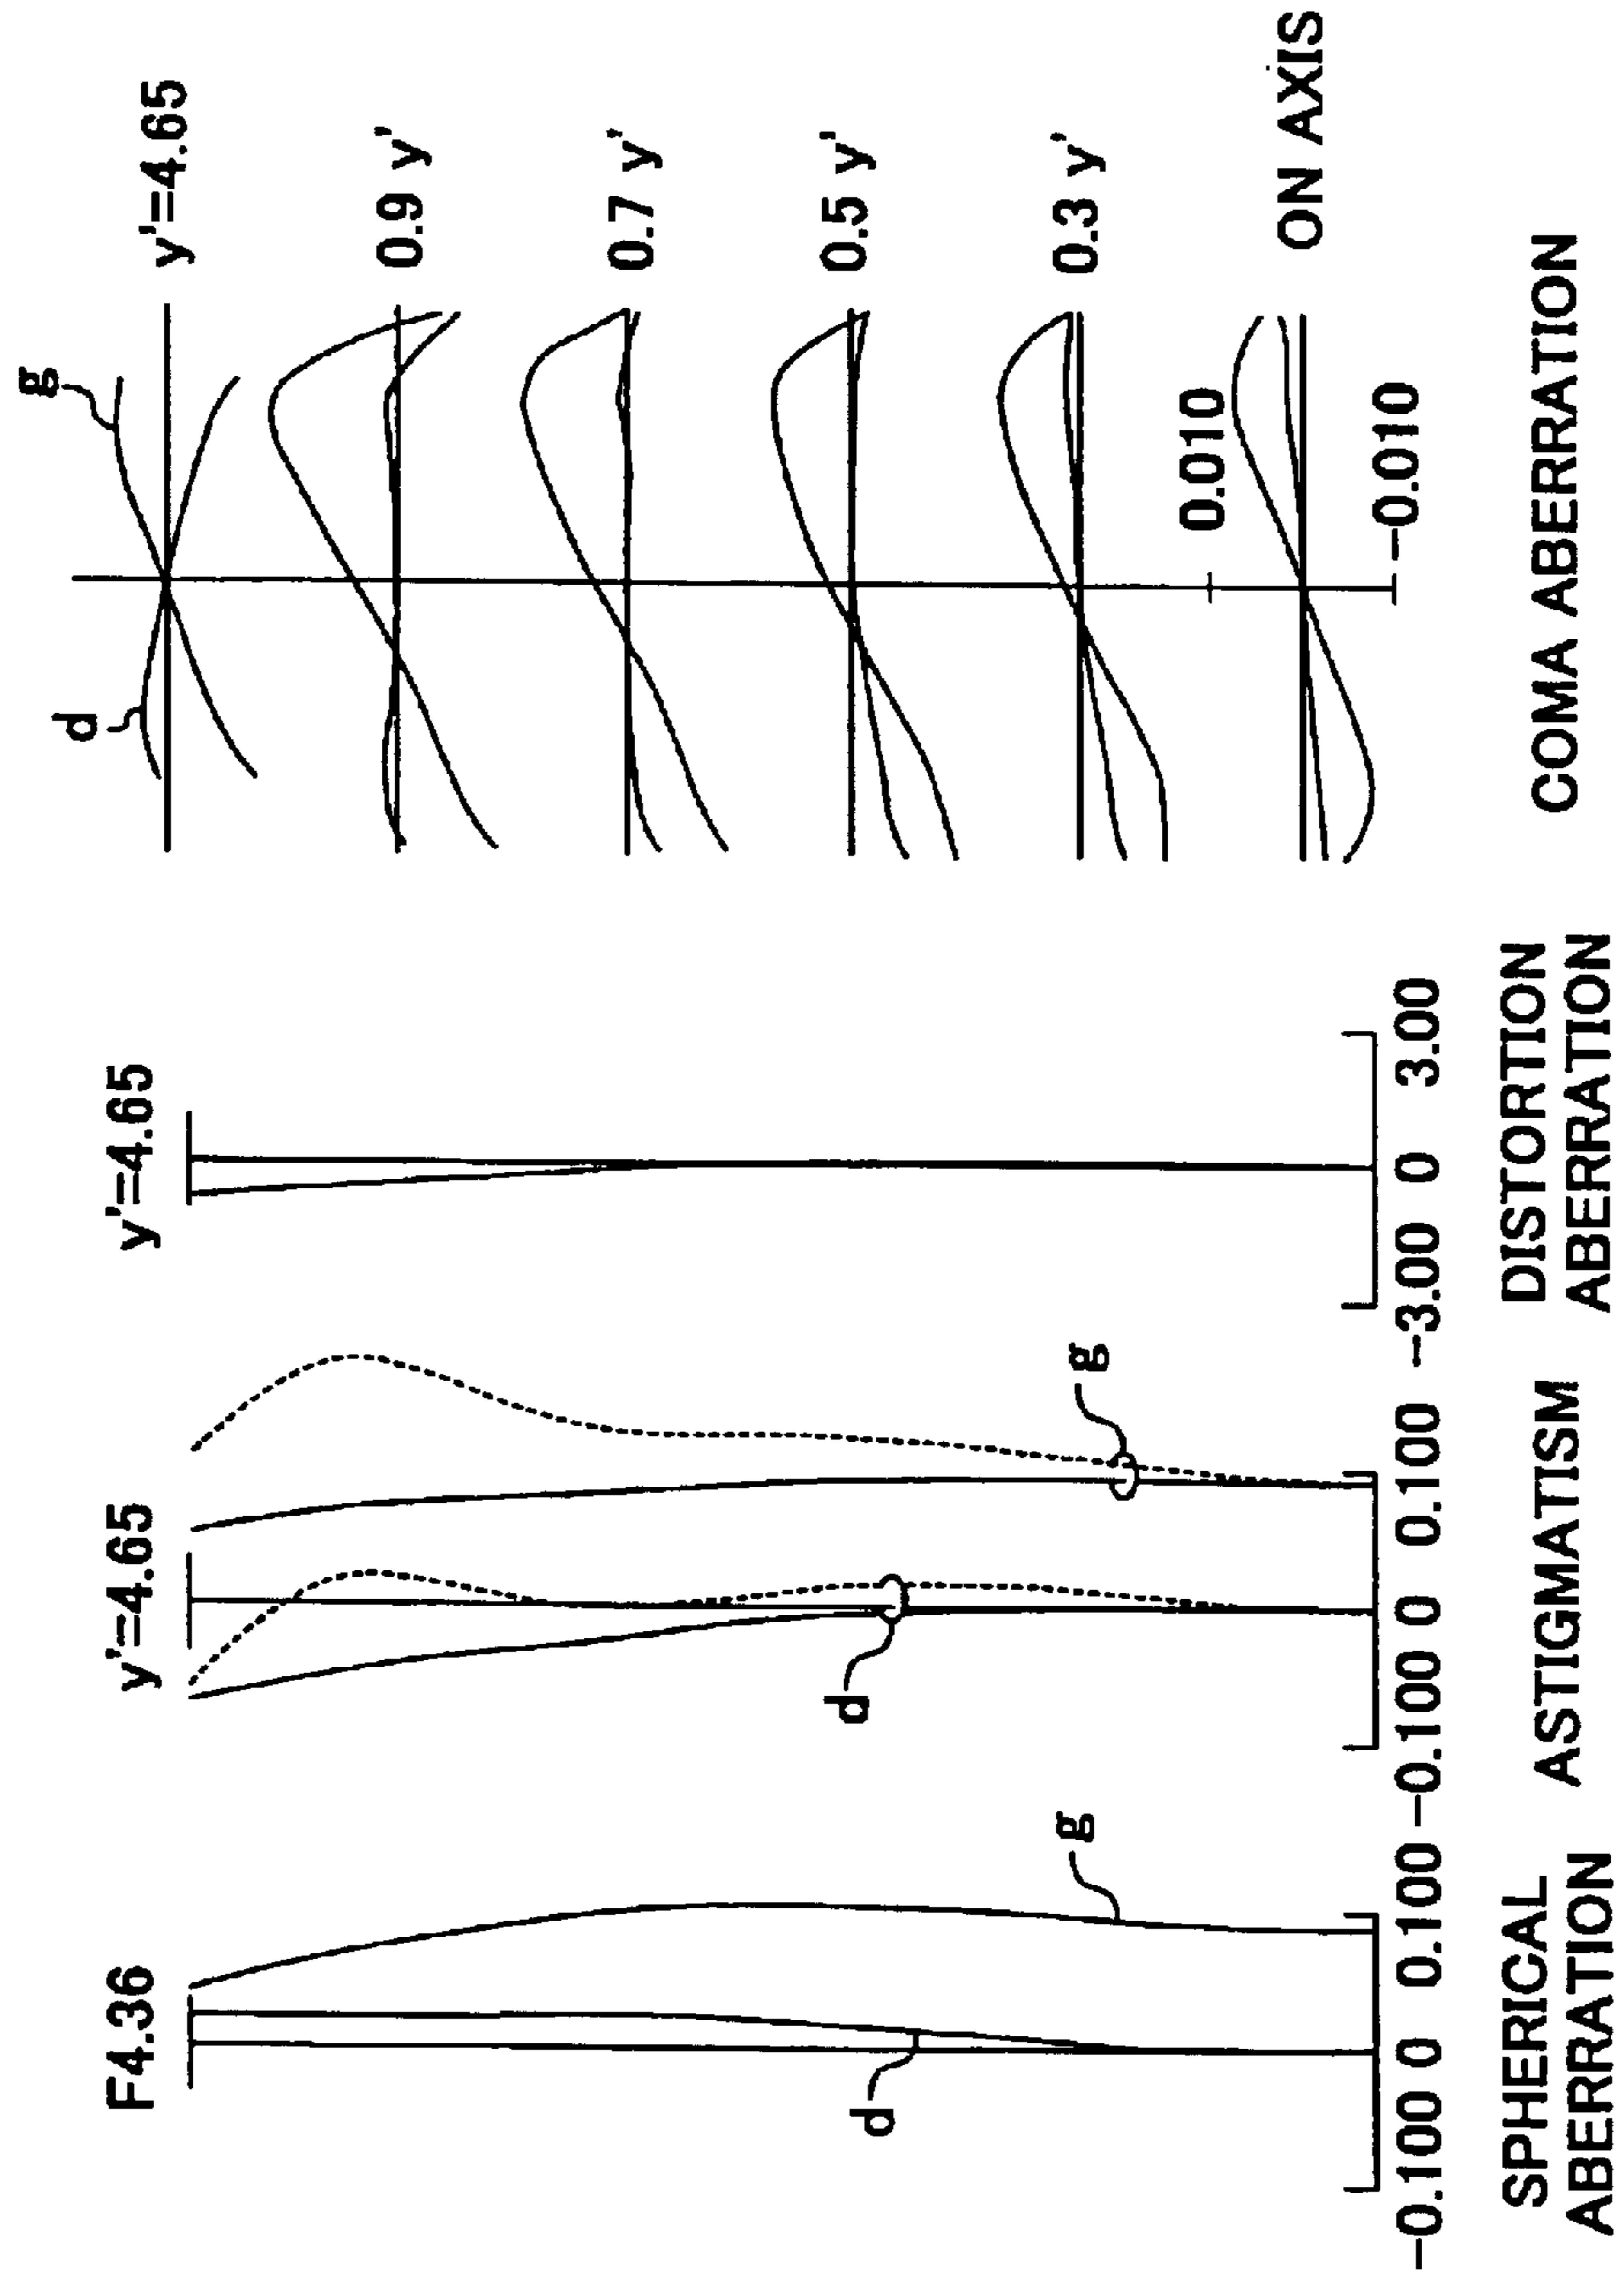 F4.36
g
d
-0.100 0 0.100
SPHERICAL
ABERRATION
y'=4.65
g
d
-0.100 0 0.100
ASTIGMATISM
y'=4.65
-3.00 0 3.00
DISTORTION
ABERRATION
g
d
y'=4.65
0.9 y'
0.7 y'
0.5 y'
0.3 y'
0.010
ON AXIS
-0.010
COMA ABERRATION